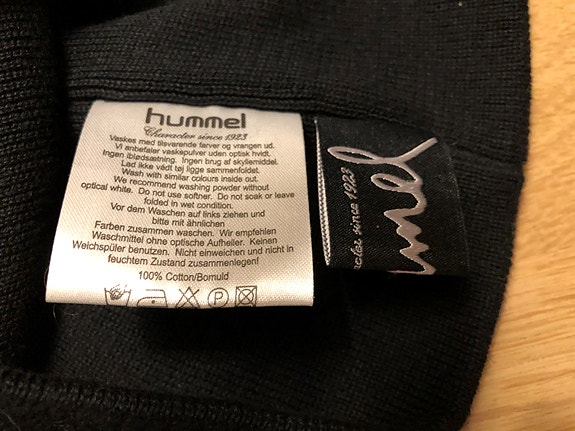 hummel
Character since 1923
Vaskes med tilsvarende farver og vrangen ud.
Vi anbefaler vaskepulver uden optisk hvidt.
Ingen iblødsætning. Ingen brug af skyllemiddel.
Lad ikke vådt tøj ligge sammenfoldet.
Wash with similar colours inside out.
We recommend washing powder without
optical white. Do not use softner. Do not soak or leave
folded in wet condition.
Vor dem Waschen auf links ziehen und
bitte mit ähnlichen
Farben zusammen waschen. Wir empfehlen
Waschmittel ohne optische Aufheller. Keinen
Weichspüler benutzen. Nicht einweichen und nicht in
feuchtem Zustand zusammenlegen!
100% Cotton/Bomuld
P
acter since 1923